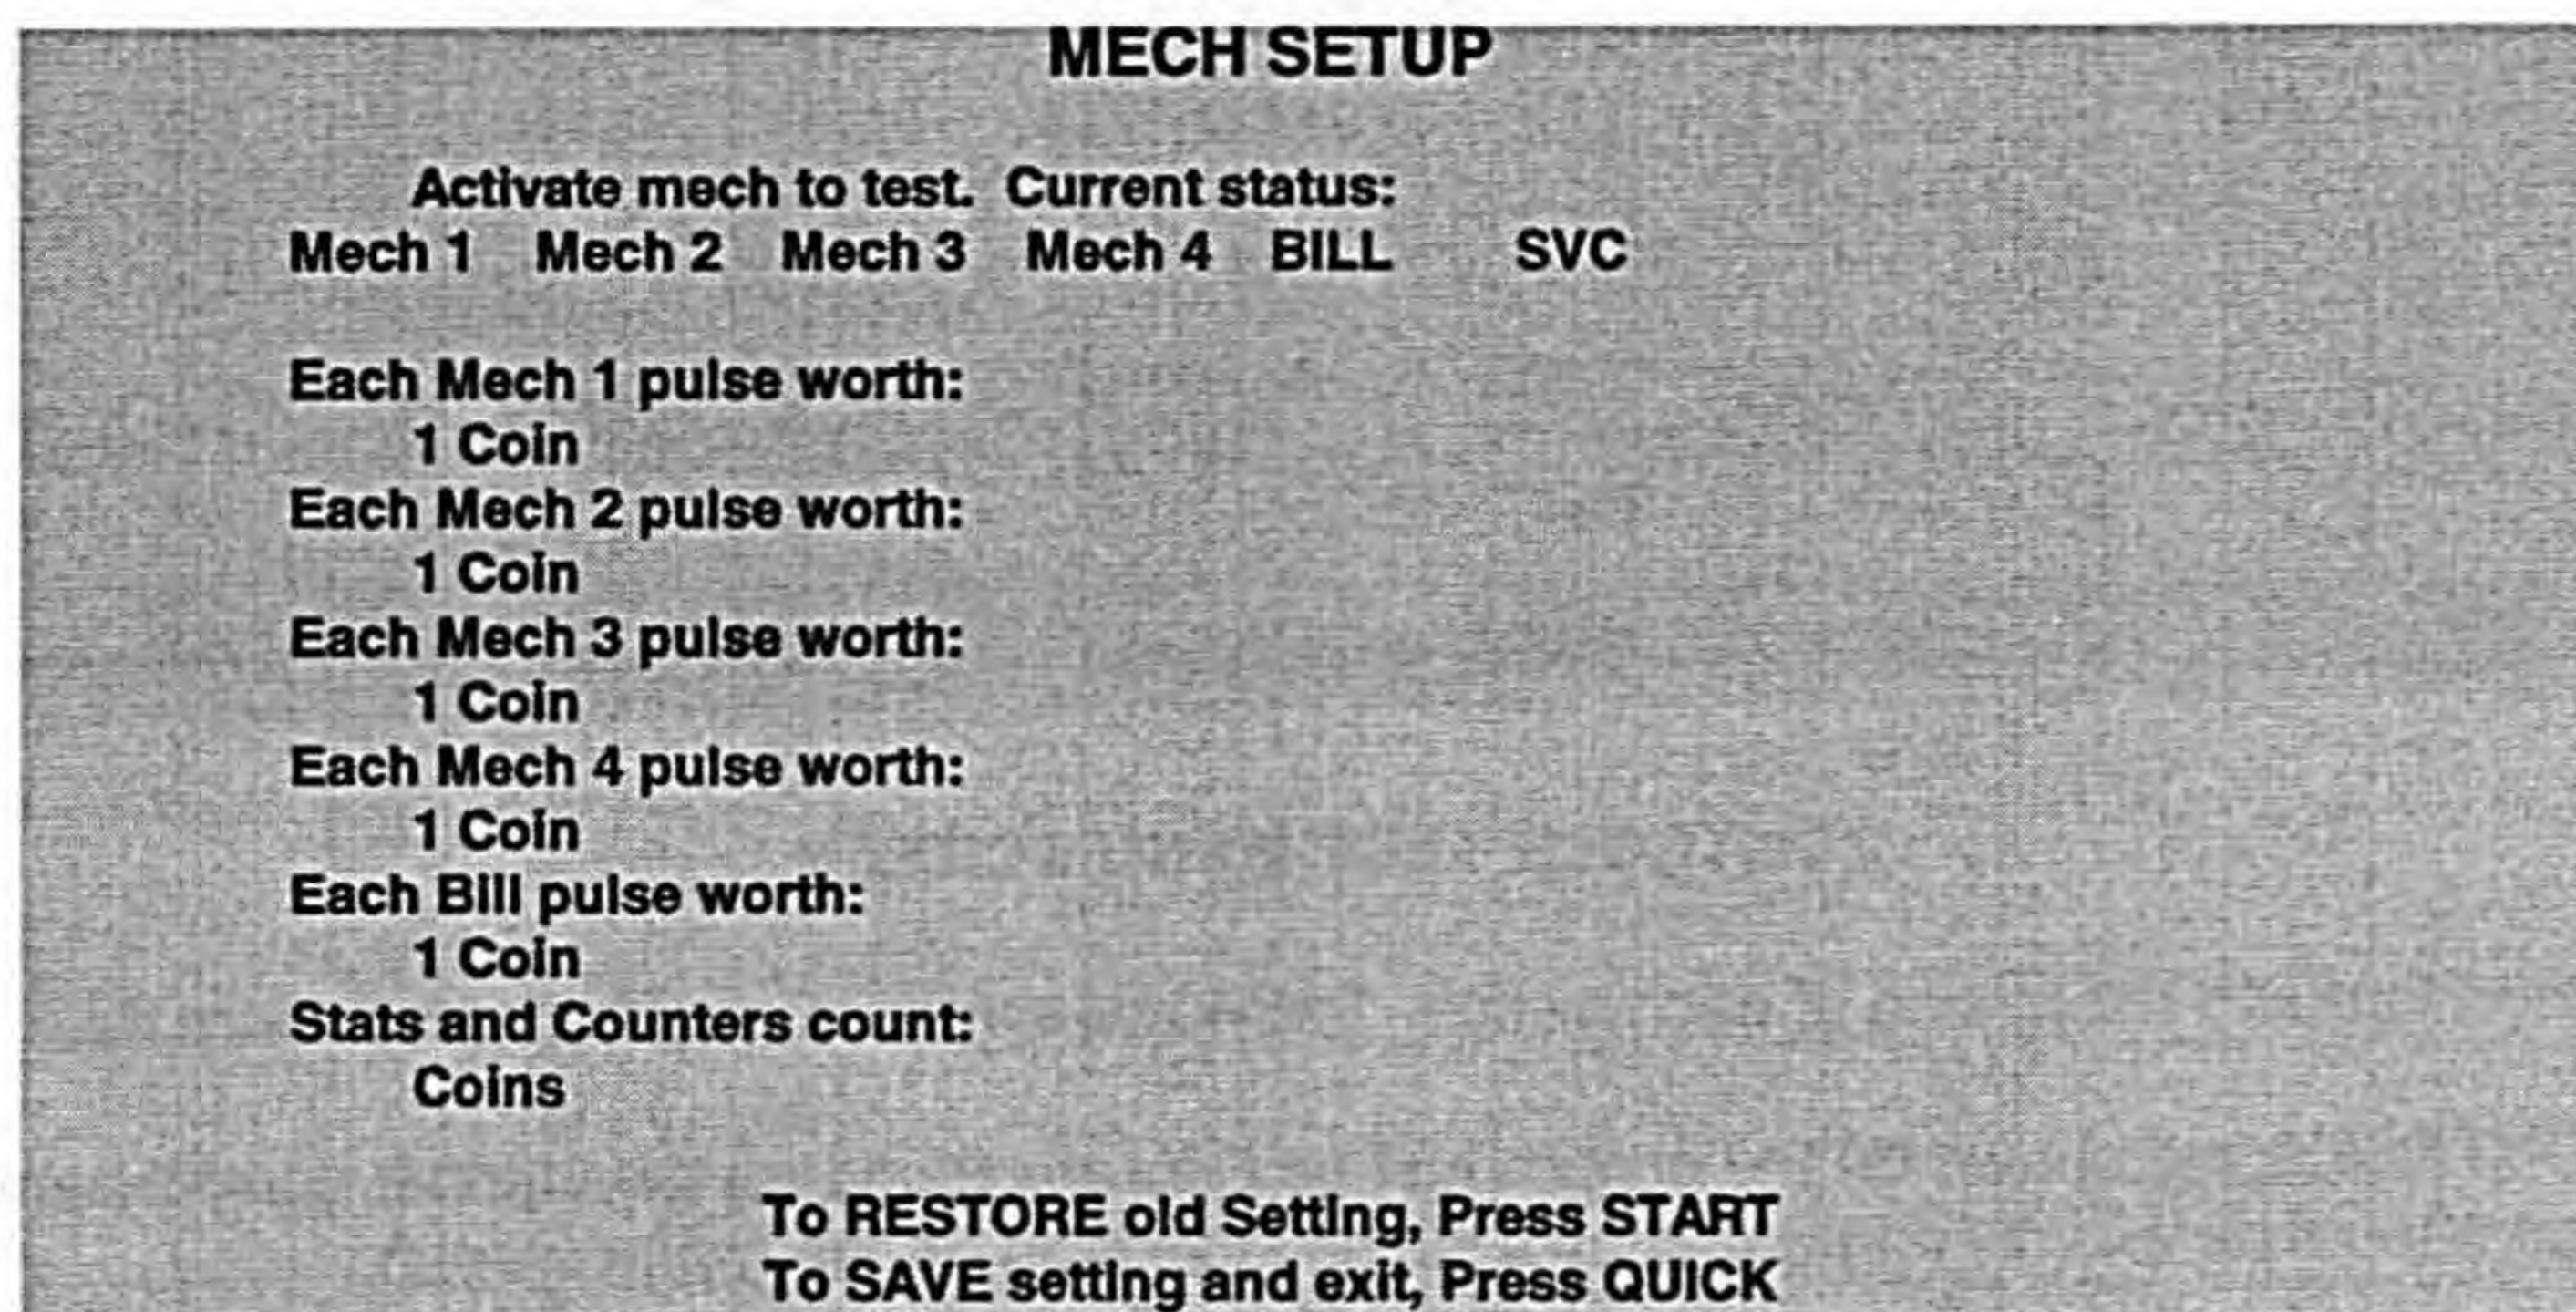 MECH SETUP
Activate mech to test. Current status:
Mech 1 Mech 2 Mech 3 Mech 4 BILL SVC
Each Mech 1 pulse worth:
1 Coin
Each Mech 2 pulse worth:
1 Coin
Each Mech 3 pulse worth:
1 Coin
Each Mech 4 pulse worth:
1 Coin
Each Bill pulse worth:
1 Coin
Stats and Counters count:
Coins
To RESTORE old Setting, Press START
To SAVE setting and exit, Press QUICK